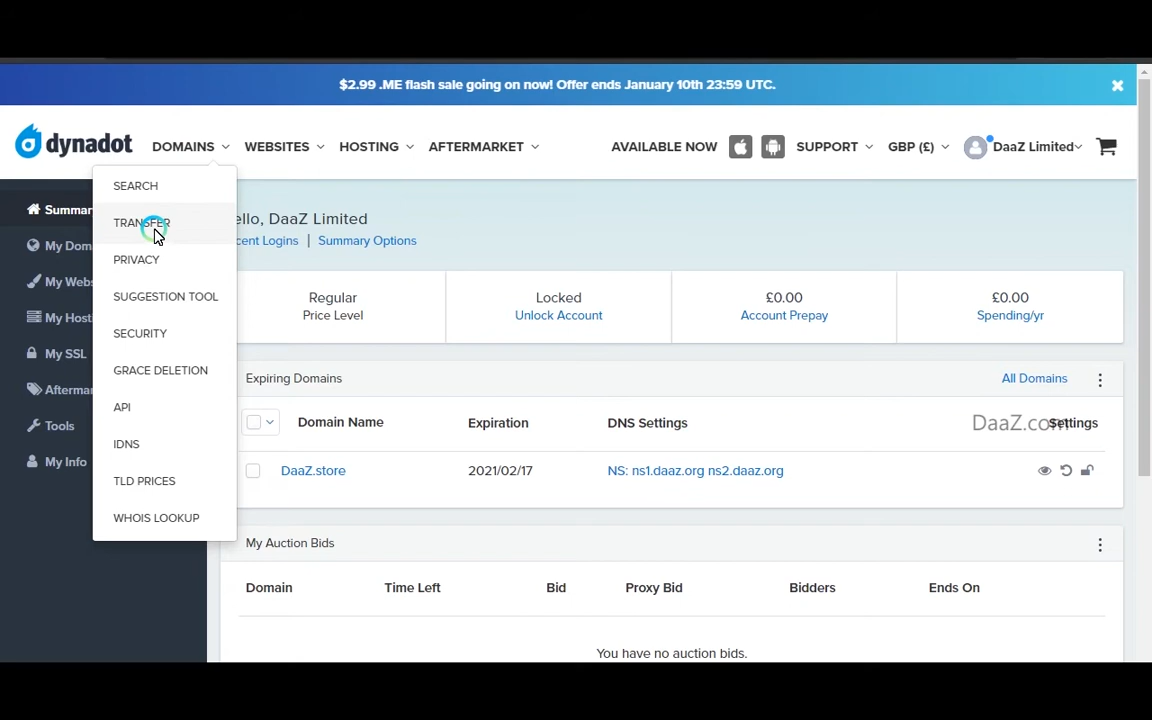 $2.99 .ME flash sale going on now! Offer ends January 10th 23:59 UTC.
dynadot DOMAINS WEBSITES HOSTING AFTERMARKET AVAILABLE NOW SUPPORT GBP (£) DaaZ Limited
SEARCH
TRANSFER
PRIVACY
SUGGESTION TOOL
SECURITY
GRACE DELETION
API
IDNS
TLD PRICES
WHOIS LOOKUP
Summar
My Dom
My Webs
My Hosti
My SSL
Aftermar
Tools
My Info
ello, DaaZ Limited
cent Logins | Summary Options
Regular
Price Level
Locked
Unlock Account
£0.00
Account Prepay
£0.00
Spending/yr
Expiring Domains All Domains
Domain Name Expiration DNS Settings Settings
DaaZ.com
DaaZ.store 2021/02/17 NS: ns1.daaz.org ns2.daaz.org
My Auction Bids
Domain Time Left Bid Proxy Bid Bidders Ends On
You have no auction bids.